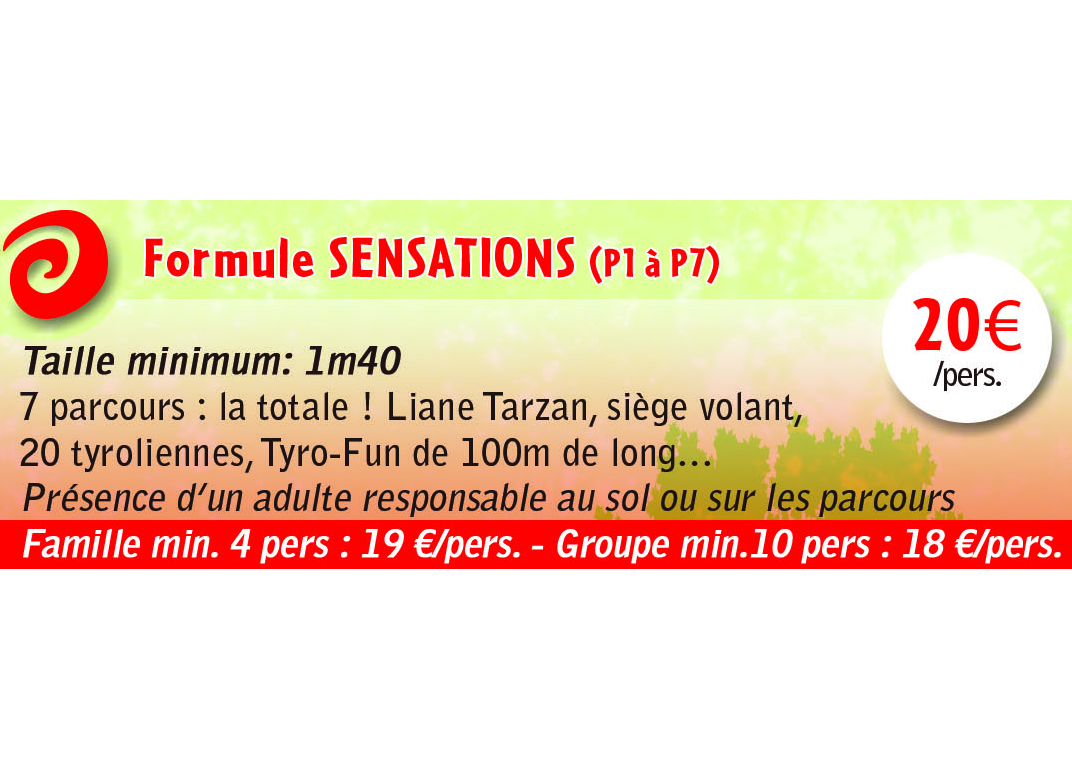 Formule SENSATIONS (P1 à P7)
20€
/pers.
Taille minimum: 1m40
7 parcours : la totale ! Liane Tarzan, siège volant,
20 tyroliennes, Tyro-Fun de 100m de long...
Présence d'un adulte responsable au sol ou sur les parcours
Famille min. 4 pers : 19 €/pers. - Groupe min.10 pers : 18 €/pers.